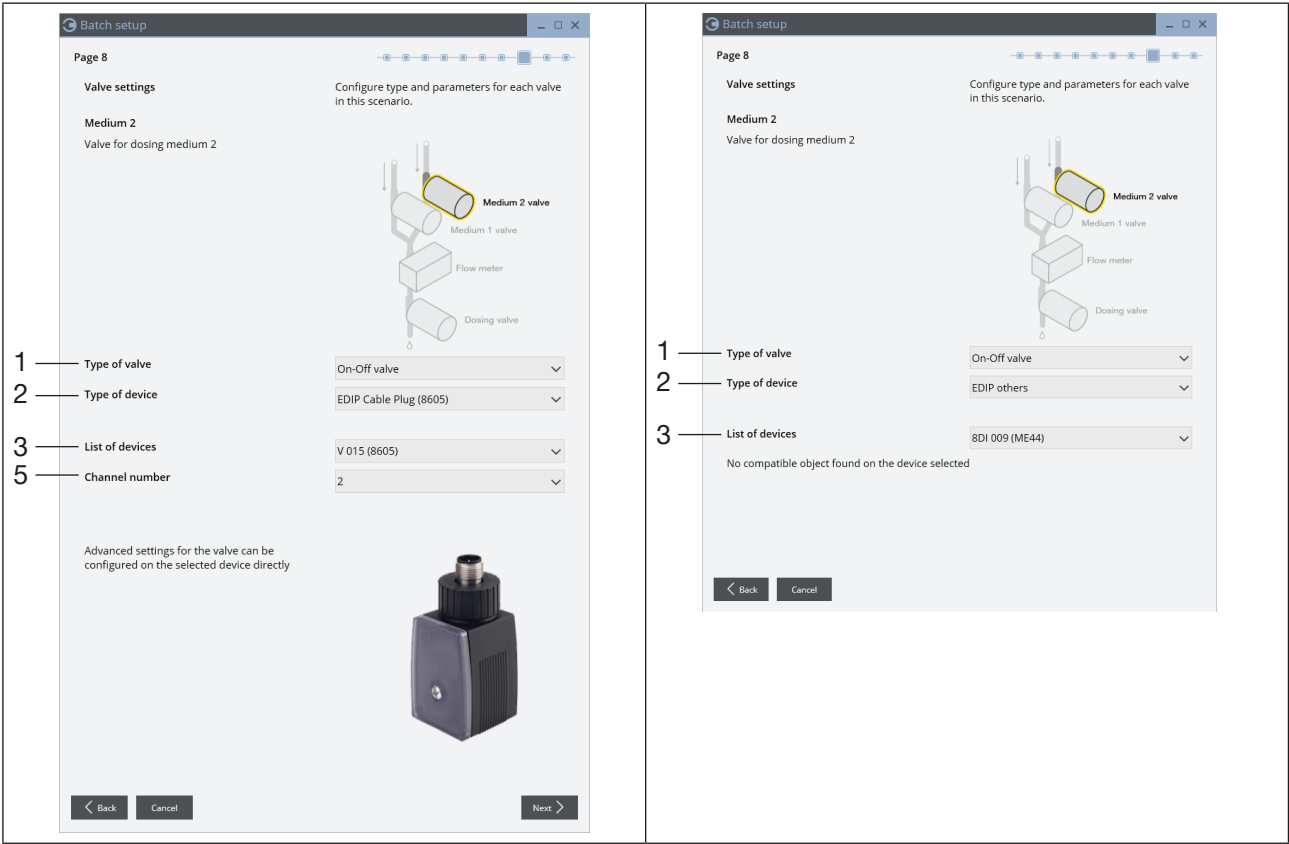 Batch setup
Page 8
Valve settings
Configure type and parameters for each valve
in this scenario.
Medium 2
Valve for dosing medium 2
Medium 2 valve
Medium 1 valve
Flow meter
Dosing valve
1 Type of valve On-Off valve
2 Type of device EDIP Cable Plug (8605)
3 List of devices V 015 (8605)
5 Channel number 2
Advanced settings for the valve can be
configured on the selected device directly
Back Cancel Next
Batch setup
Page 8
Valve settings
Configure type and parameters for each valve
in this scenario.
Medium 2
Valve for dosing medium 2
Medium 2 valve
Medium 1 valve
Flow meter
Dosing valve
1 Type of valve On-Off valve
2 Type of device EDIP others
3 List of devices 8DI 009 (ME44)
No compatible object found on the device selected
Back Cancel